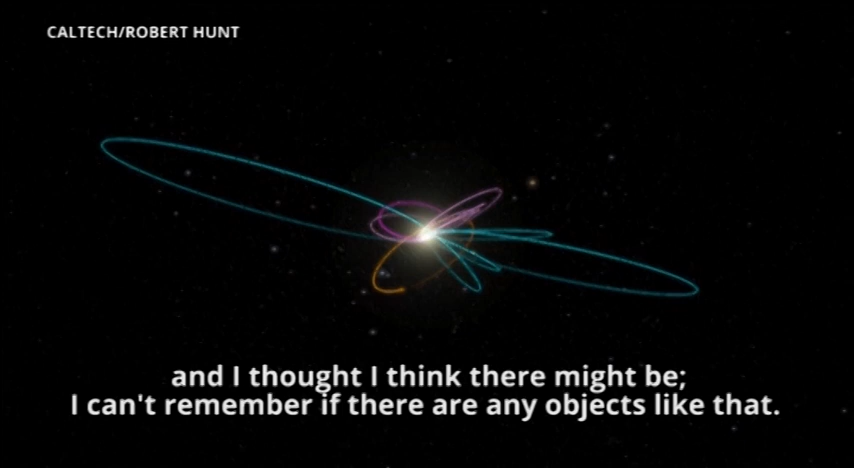 CALTECH/ROBERT HUNT
and I thought I think there might be;
I can't remember if there are any objects like that.